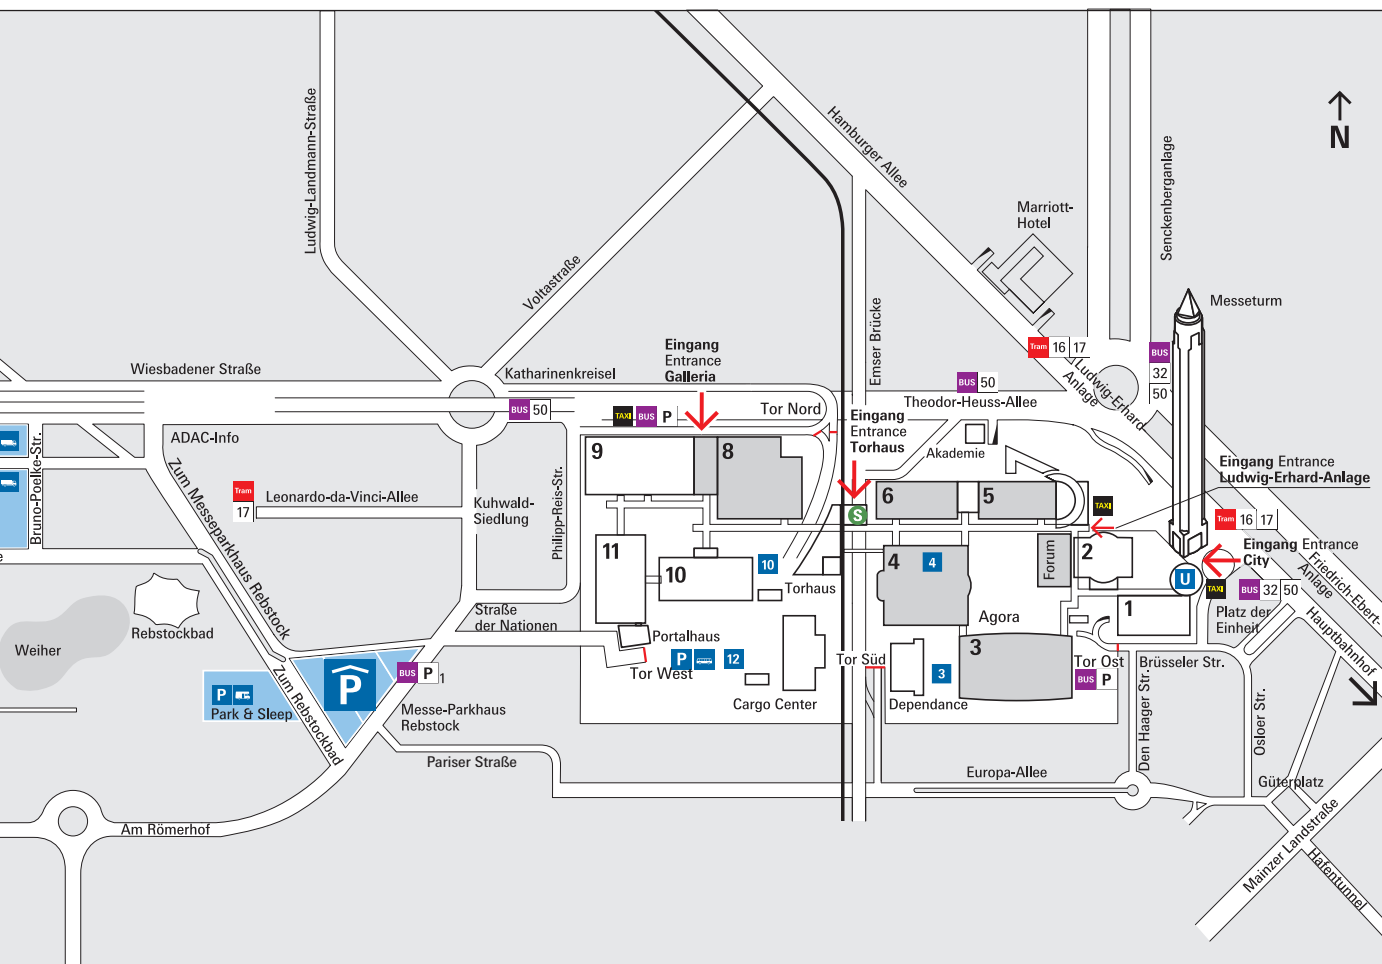 Ludwig-Landmann-Straße
Hamburger Allee
Senckenberganlage
N
Marriott-
Hotel
Voltastraße
Messeturm
Emser Brücke
Eingang
Entrance
Galleria
Tram 16 17
BUS
32
50
Wiesbadener Straße
Katharinenkreisel
BUS 50
Theodor-Heuss-Allee
Ludwig-Erhard
Anlage
BUS 50
TAXI BUS P
Tor Nord
Eingang
Entrance
Torhaus
ADAC-Info
Bruno-Poelke-Str.
Zum Messeparkhaus Rebstock
9
8
Akademie
Eingang Entrance
Ludwig-Erhard-Anlage
Tram
17
Leonardo-da-Vinci-Allee
Kuhwald-
Siedlung
Philipp-Reis-Str.
6
5
TAXI
S
Tram 16 17
11
10
10
4
4
Forum
2
Eingang Entrance
City
Friedrich-Ebert-
Anlage
e
U
TAXI
BUS 32 50
Torhaus
Rebstockbad
Straße
der Nationen
Agora
1
Platz der
Einheit
Hauptbahnhof
Weiher
Portalhaus
P 12
Tor West
Tor Süd
3
3
Tor Ost
BUS P
Brüsseler Str.
P
Park & Sleep
Zum Rebstockbad
P
BUS P 1
Messe-Parkhaus
Rebstock
Cargo Center
Dependance
Den Haager Str.
Osloer Str.
Pariser Straße
Europa-Allee
Güterplatz
Am Römerhof
Mainzer Landstraße
Hafentunnel